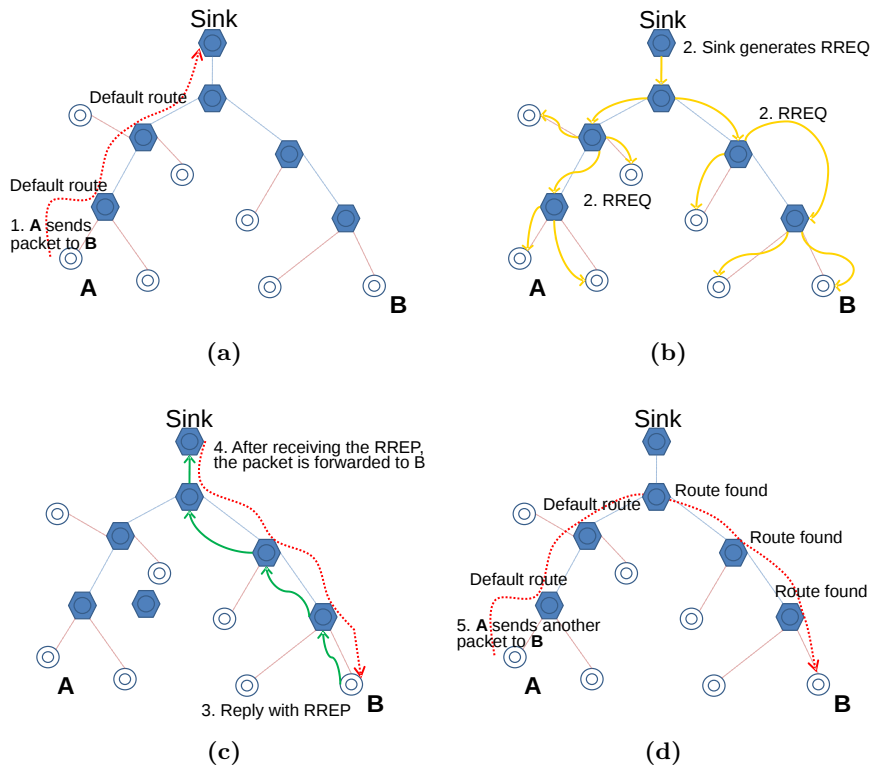 Sink
Default route
Default route
1. A sends
packet to B
A
B
(a)
Sink
2. Sink generates RREQ
2. RREQ
2. RREQ
A
B
(b)
Sink
4. After receiving the RREP,
the packet is forwarded to B
A
B
3. Reply with RREP
(c)
Sink
Route found
Default route
Route found
Default route
Route found
5. A sends another
packet to B
A
B
(d)